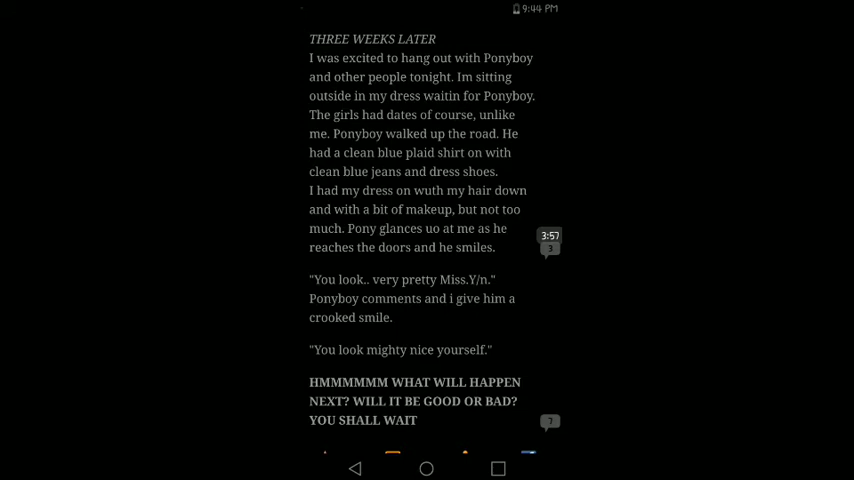 9:44 PM
THREE WEEKS LATER
I was excited to hang out with Ponyboy
and other people tonight. Im sitting
outside in my dress waitin for Ponyboy.
The girls had dates of course, unlike
me. Ponyboy walked up the road. He
had a clean blue plaid shirt on with
clean blue jeans and dress shoes.
I had my dress on wuth my hair down
and with a bit of makeup, but not too
much. Pony glances uo at me as he
3:57
reaches the doors and he smiles.
3
"You look.. very pretty Miss.Y/n."
Ponyboy comments and i give him a
crooked smile.
"You look mighty nice yourself."
HMMMMMM WHAT WILL HAPPEN
NEXT? WILL IT BE GOOD OR BAD?
YOU SHALL WAIT
7